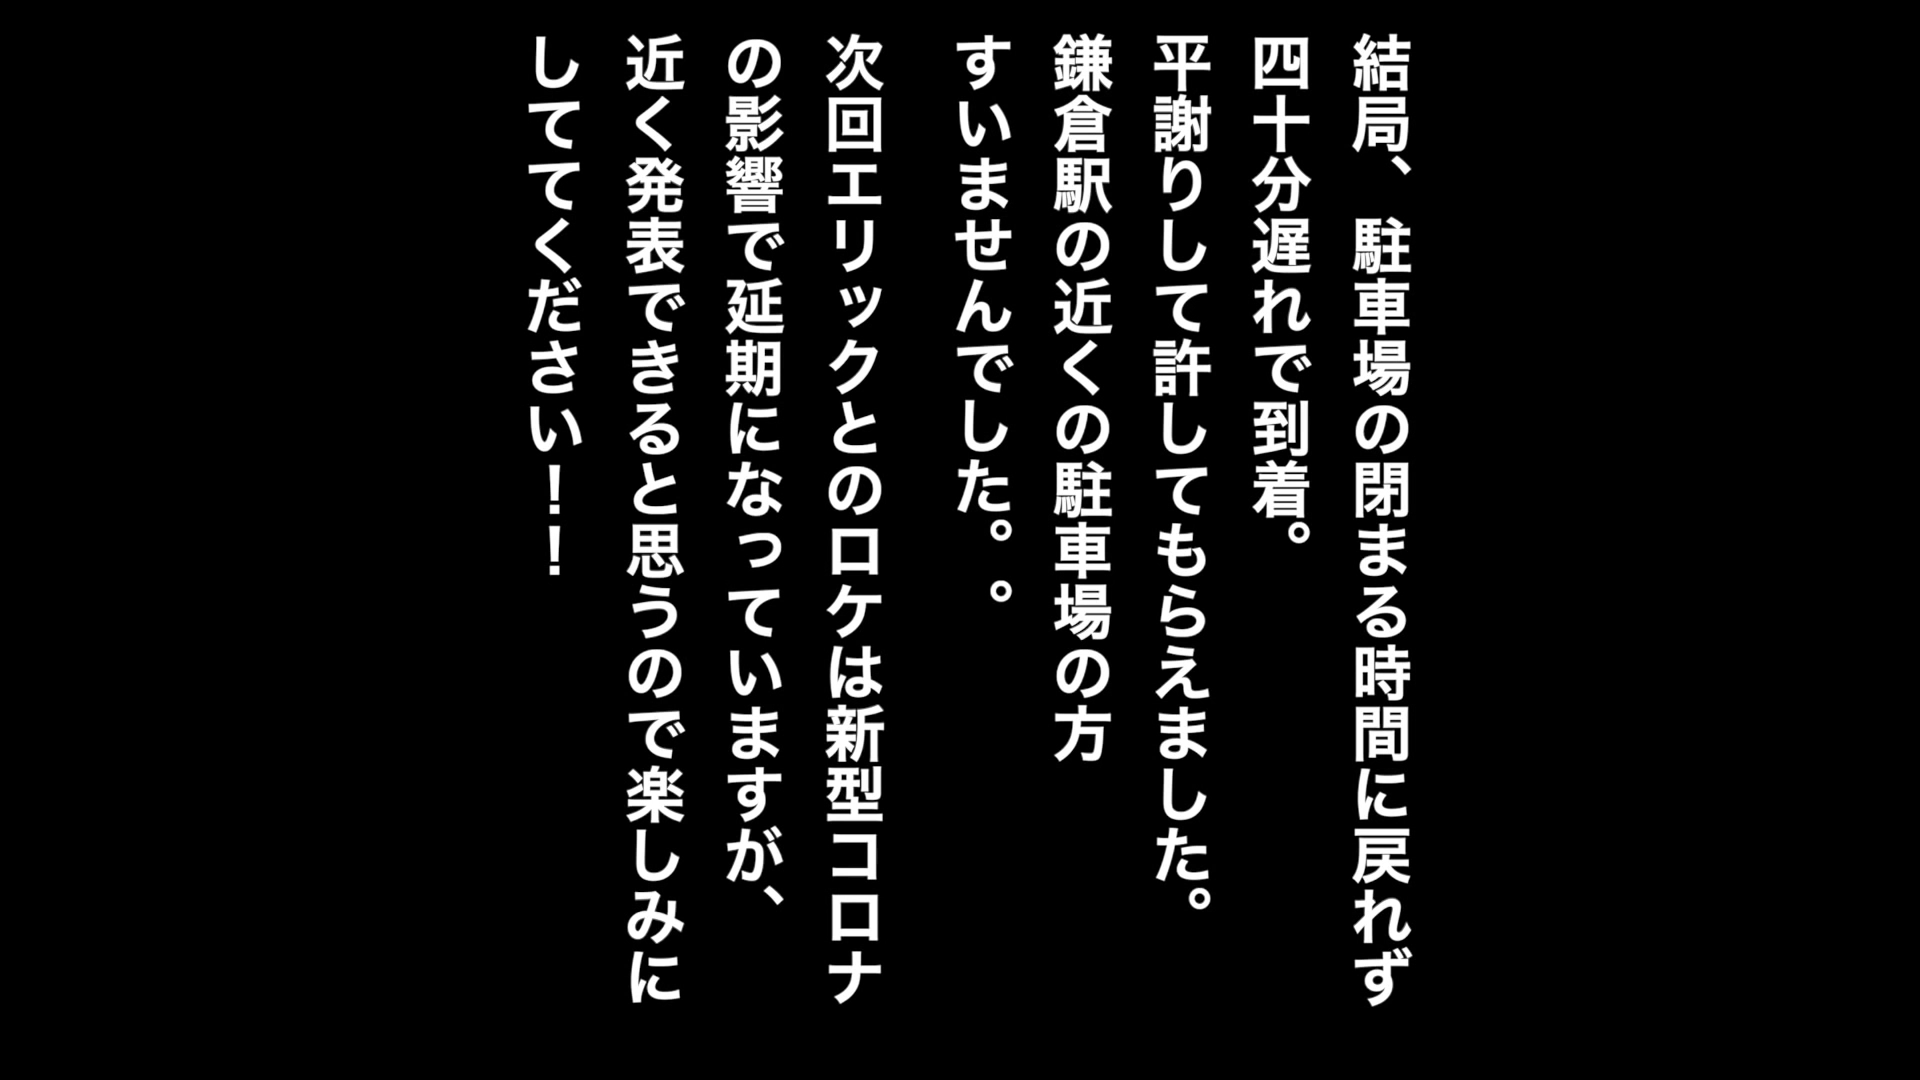 結局、駐車場の閉まる時間に戻れず
四十分遅れで到着。
平謝りして許してもらえました。
鎌倉駅の近くの駐車場の方
すいませんでした。。
次回エリックとのロケは新型コロナ
の影響で延期になっていますが、
近く発表できると思うので楽しみに
しててください！！